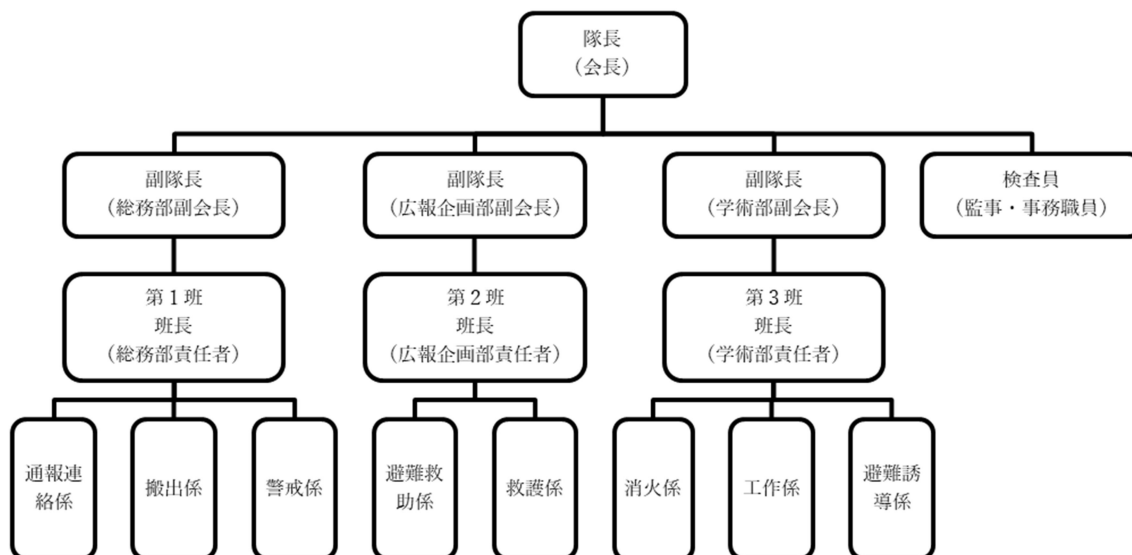 隊長
（会長）
副隊長
（総務部副会長）
副隊長
（広報企画部副会長）
副隊長
（学術部副会長）
検査員
（監事・事務職員）
第１班
班長
（総務部責任者）
第２班
班長
（広報企画部責任者）
第３班
班長
（学術部責任者）
通報連
絡係
搬出係
警戒係
避難救
助係
救護係
消火係
工作係
避難誘
導係